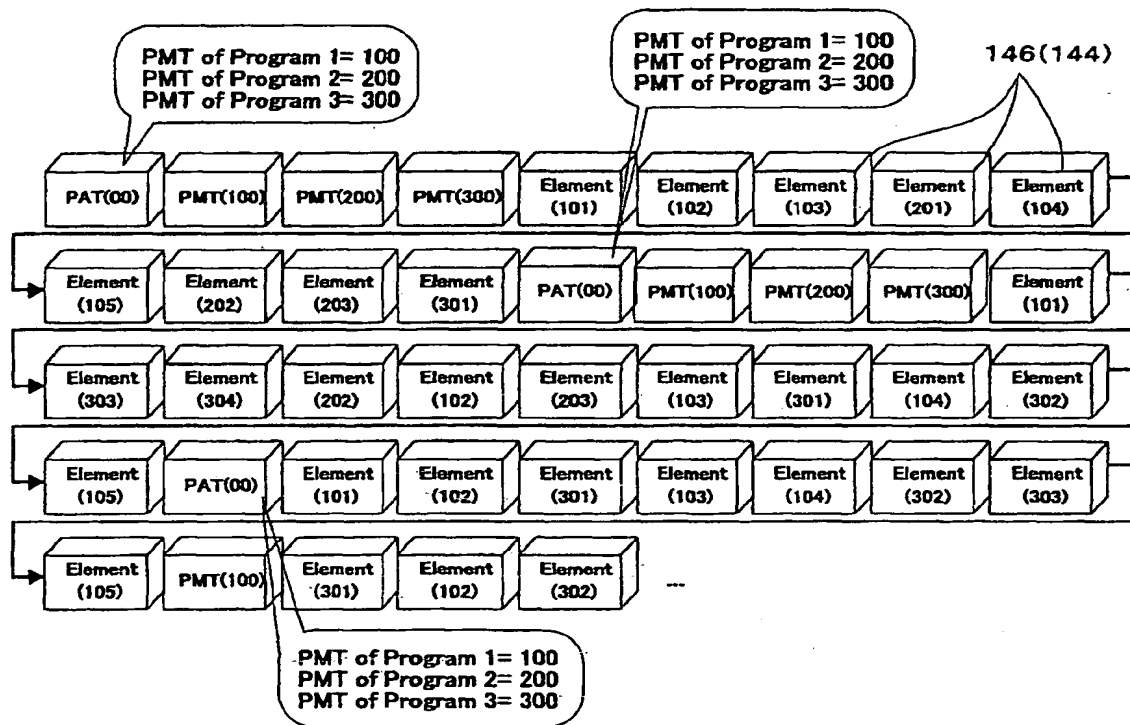 PMT of Program 1= 100
PMT of Program 2= 200
PMT of Program 3= 300
PMT of Program 1= 100
PMT of Program 2= 200
PMT of Program 3= 300
146(144)
PAT(00)
PMT(100)
PMT(200)
PMT(300)
Element
(101)
Element
(102)
Element
(103)
Element
(201)
Element
(104)
Element
(105)
Element
(202)
Element
(203)
Element
(301)
PAT(00)
PMT(100)
PMT(200)
PMT(300)
Element
(101)
Element
(303)
Element
(304)
Element
(202)
Element
(102)
Element
(203)
Element
(103)
Element
(301)
Element
(104)
Element
(302)
Element
(105)
PAT(00)
Element
(101)
Element
(102)
Element
(301)
Element
(103)
Element
(104)
Element
(302)
Element
(303)
Element
(105)
PMT(100)
Element
(301)
Element
(102)
Element
(302)
---
PMT of Program 1= 100
PMT of Program 2= 200
PMT of Program 3= 300